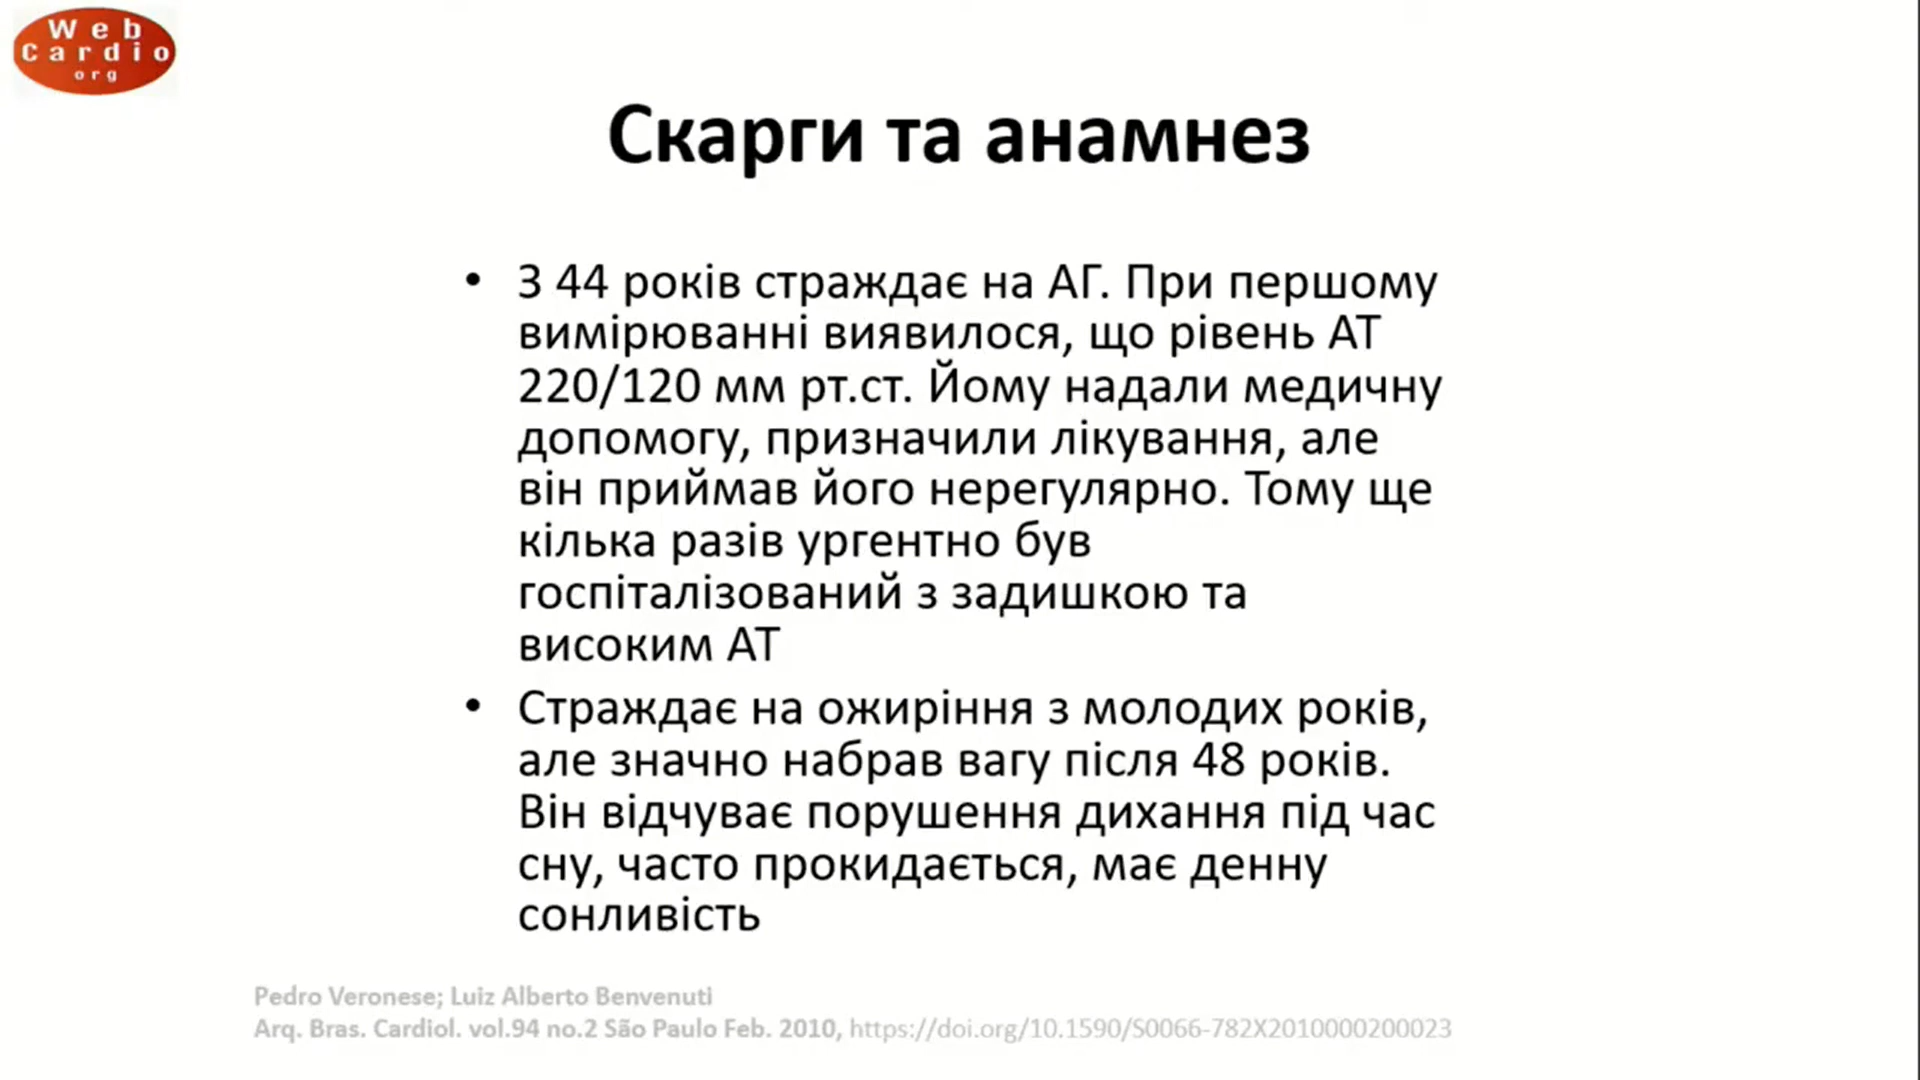 Web
Cardio
org
Скарги та анамнез
• З 44 років страждає на АГ. При першому
вимірюванні виявилося, що рівень АТ
220/120 мм рт.ст. Йому надали медичну
допомогу, призначили лікування, але
він приймав його нерегулярно. Тому ще
кілька разів ургентно був
госпіталізований з задишкою та
високим АТ
• Страждає на ожиріння з молодих років,
але значно набрав вагу після 48 років.
Він відчуває порушення дихання під час
сну, часто прокидається, має денну
сонливість
Pedro Veronese; Luiz Alberto Benvenuti
Arq. Bras. Cardiol. vol.94 no.2 São Paulo Feb. 2010, https://doi.org/10.1590/S0066-782X2010000200023